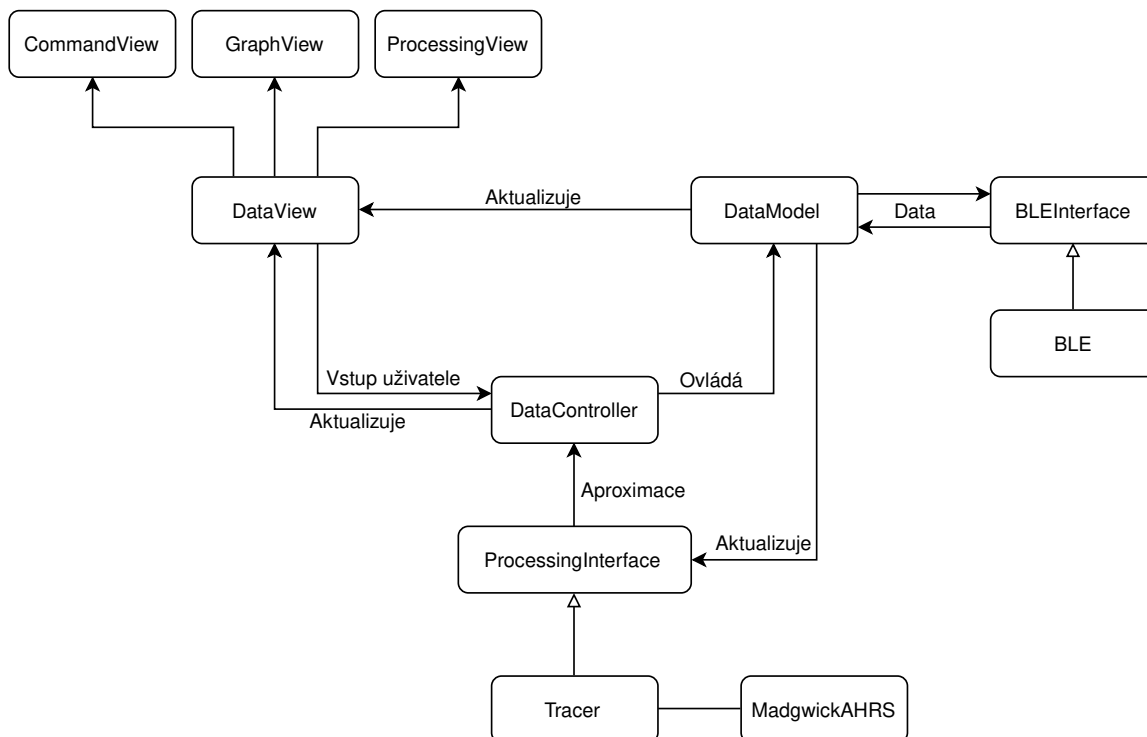 CommandView
GraphView
ProcessingView
DataView
Aktualizuje
DataModel
Data
BLEInterface
BLE
Vstup uživatele
Ovládá
DataController
Aktualizuje
Aproximace
Aktualizuje
ProcessingInterface
Tracer
MadgwickAHRS